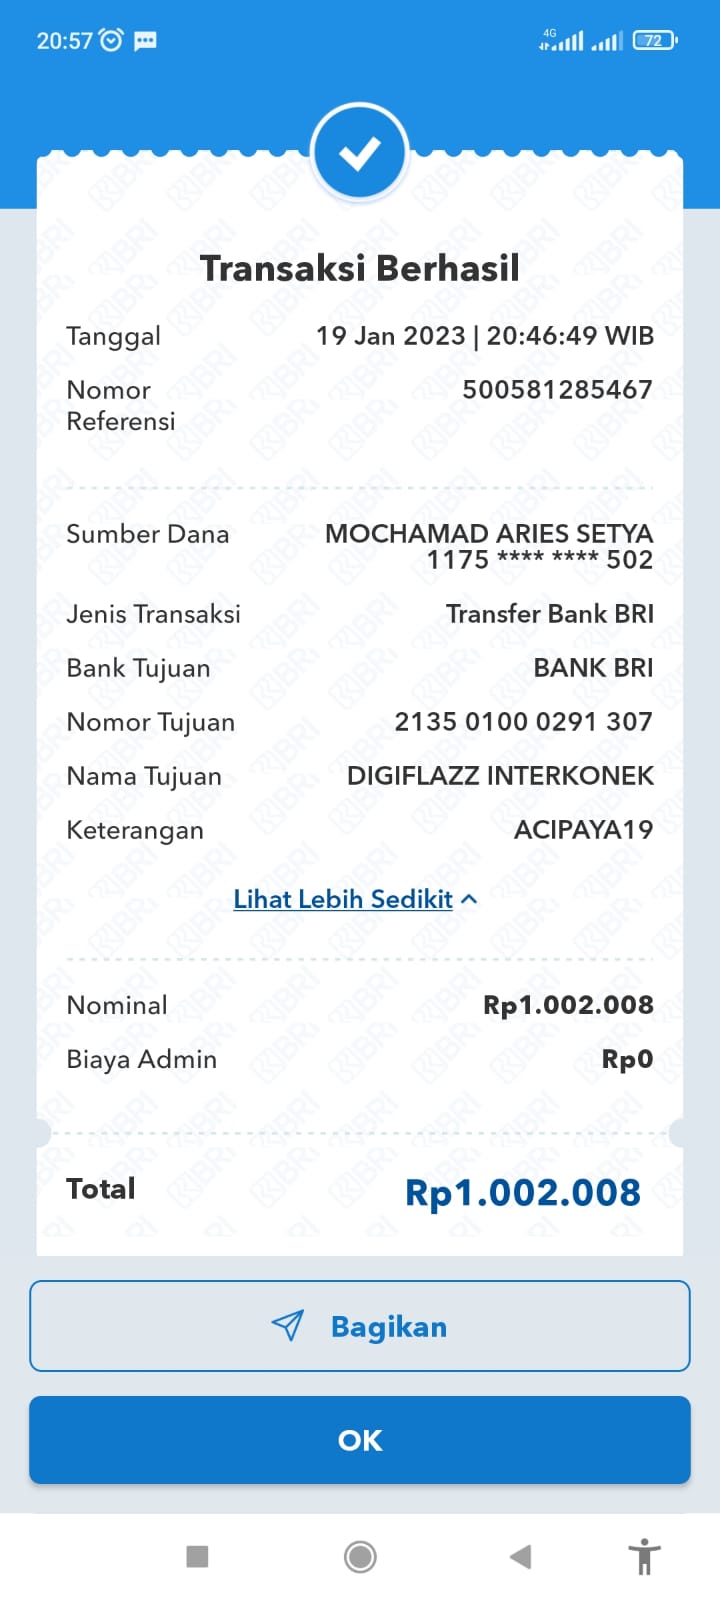 20:57
4G
72
Transaksi Berhasil
Tanggal 19 Jan 2023 | 20:46:49 WIB
Nomor Referensi 500581285467
Sumber Dana MOCHAMAD ARIES SETYA
1175 **** **** 502
Jenis Transaksi Transfer Bank BRI
Bank Tujuan BANK BRI
Nomor Tujuan 2135 0100 0291 307
Nama Tujuan DIGIFLAZZ INTERKONEK
Keterangan ACIPAYA19
Lihat Lebih Sedikit
Nominal Rp1.002.008
Biaya Admin Rp0
Total Rp1.002.008
Bagikan
OK